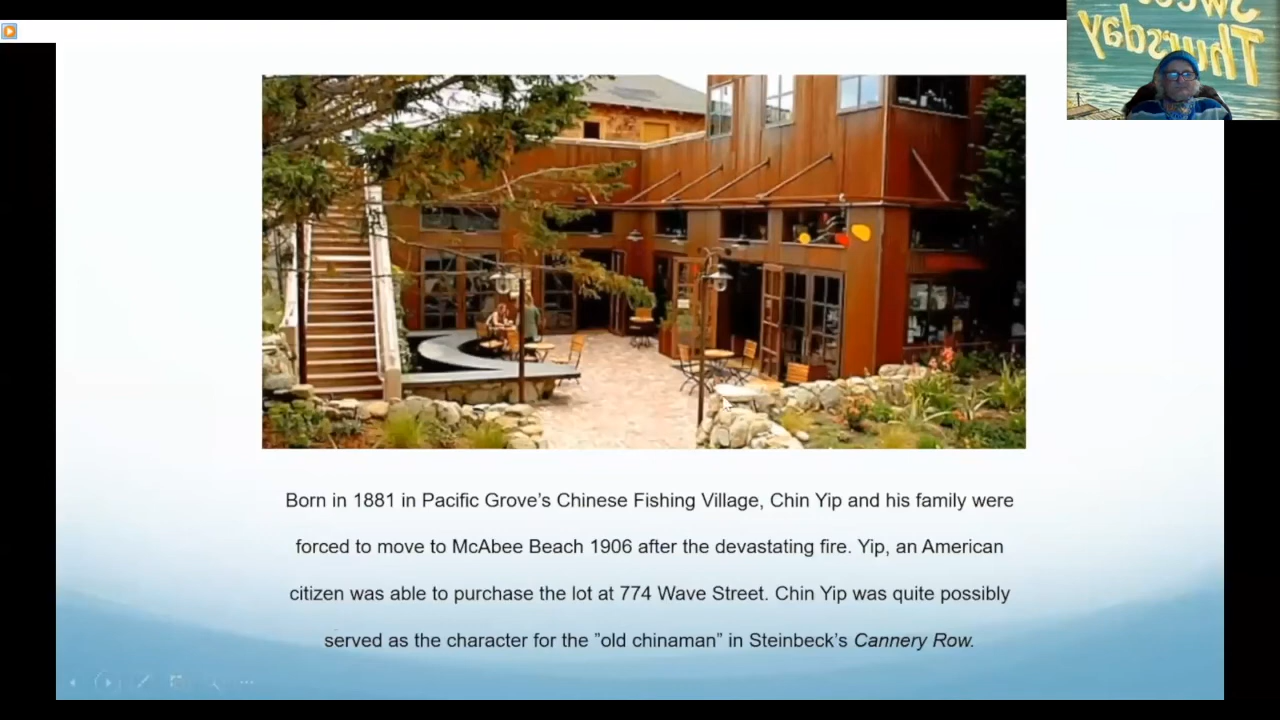 Sweet
Thursday
Born in 1881 in Pacific Grove’s Chinese Fishing Village, Chin Yip and his family were
forced to move to McAbee Beach 1906 after the devastating fire. Yip, an American
citizen was able to purchase the lot at 774 Wave Street. Chin Yip was quite possibly
served as the character for the ”old chinaman” in Steinbeck’s Cannery Row.